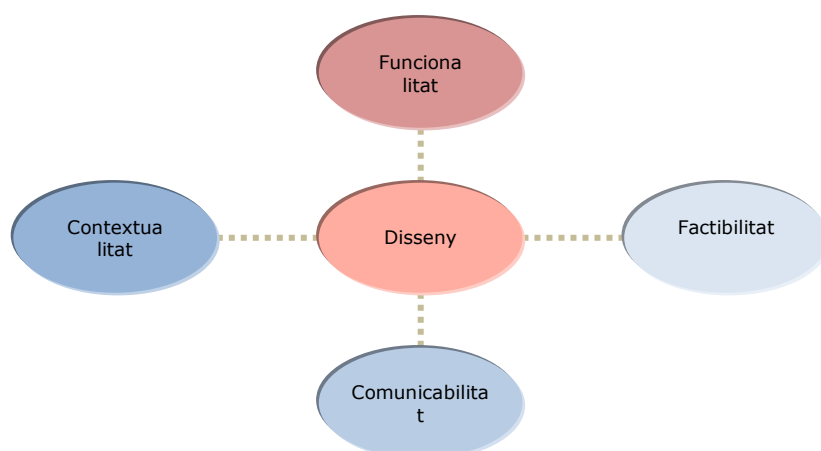 Funciona
litat
Contextua
litat
Disseny
Factibilitat
Comunicabilita
t